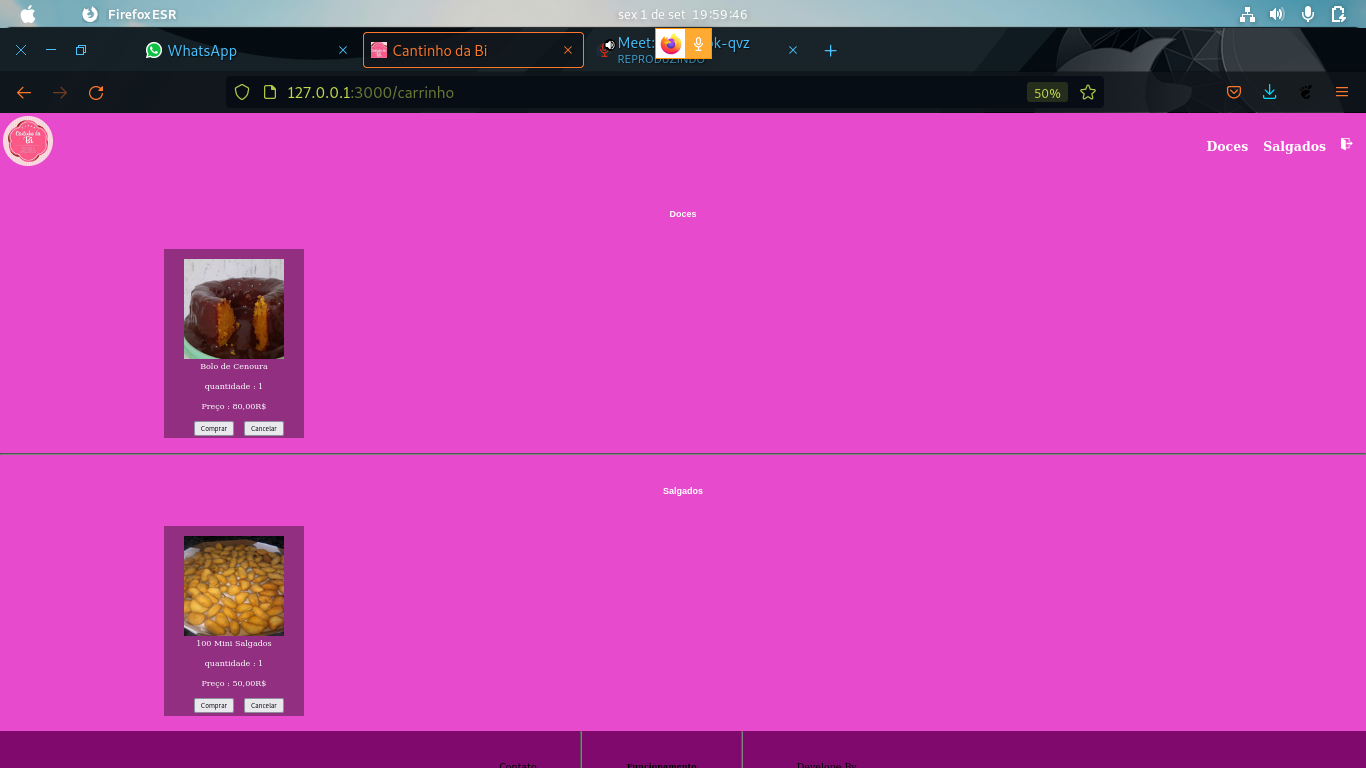 Firefox ESR
sex 1 de set 19:59:46
WhatsApp
Cantinho da Bi
Meet:
ok-qvz
REPRODUZINDO
127.0.0.1:3000/carrinho
50%
Cantinho da
Bi
Doces
Salgados
Doces
Bolo de Cenoura
quantidade : 1
Preço : 80,00R$
Comprar
Cancelar
Salgados
100 Mini Salgados
quantidade : 1
Preço : 50,00R$
Comprar
Cancelar
Contato
Funcionamento
Develope By